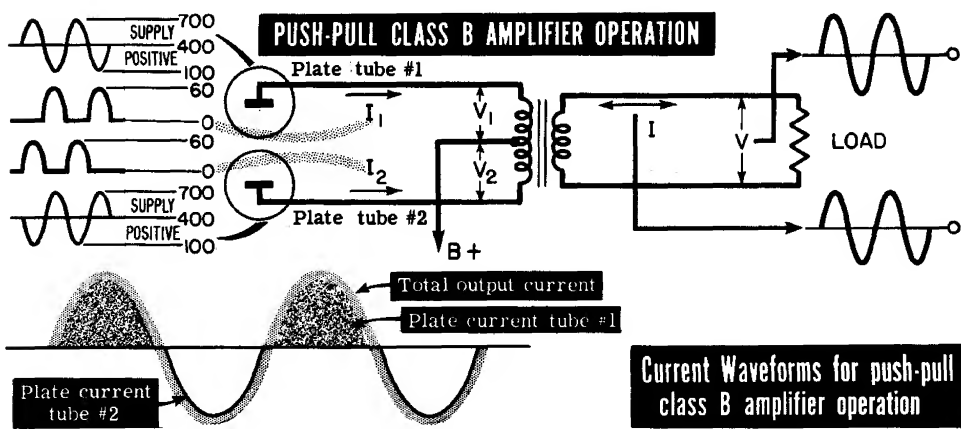 PUSH-PULL CLASS B AMPLIFIER OPERATION
700
SUPPLY
400
POSITIVE
100
60
0
60
0
700
SUPPLY
400
POSITIVE
100
Plate tube #1
I1
V1
I2
V2
Plate tube #2
B+
I
V
LOAD
Total output current
Plate current tube #1
Plate current
tube #2
Current Waveforms for push-pull
class B amplifier operation